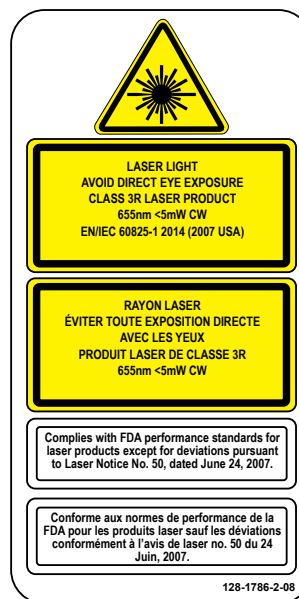 LASER LIGHT
AVOID DIRECT EYE EXPOSURE
CLASS 3R LASER PRODUCT
655nm <5mW CW
EN/IEC 60825-1 2014 (2007 USA)
RAYON LASER
ÉVITER TOUTE EXPOSITION DIRECTE
AVEC LES YEUX
PRODUIT LASER DE CLASSE 3R
655nm <5mW CW
Complies with FDA performance standards for
laser products except for deviations pursuant
to Laser Notice No. 50, dated June 24, 2007.
Conforme aux normes de performance de la
FDA pour les produits laser sauf les déviations
conformément à l'avis de laser no. 50 du 24
Juin, 2007.
128-1786-2-08